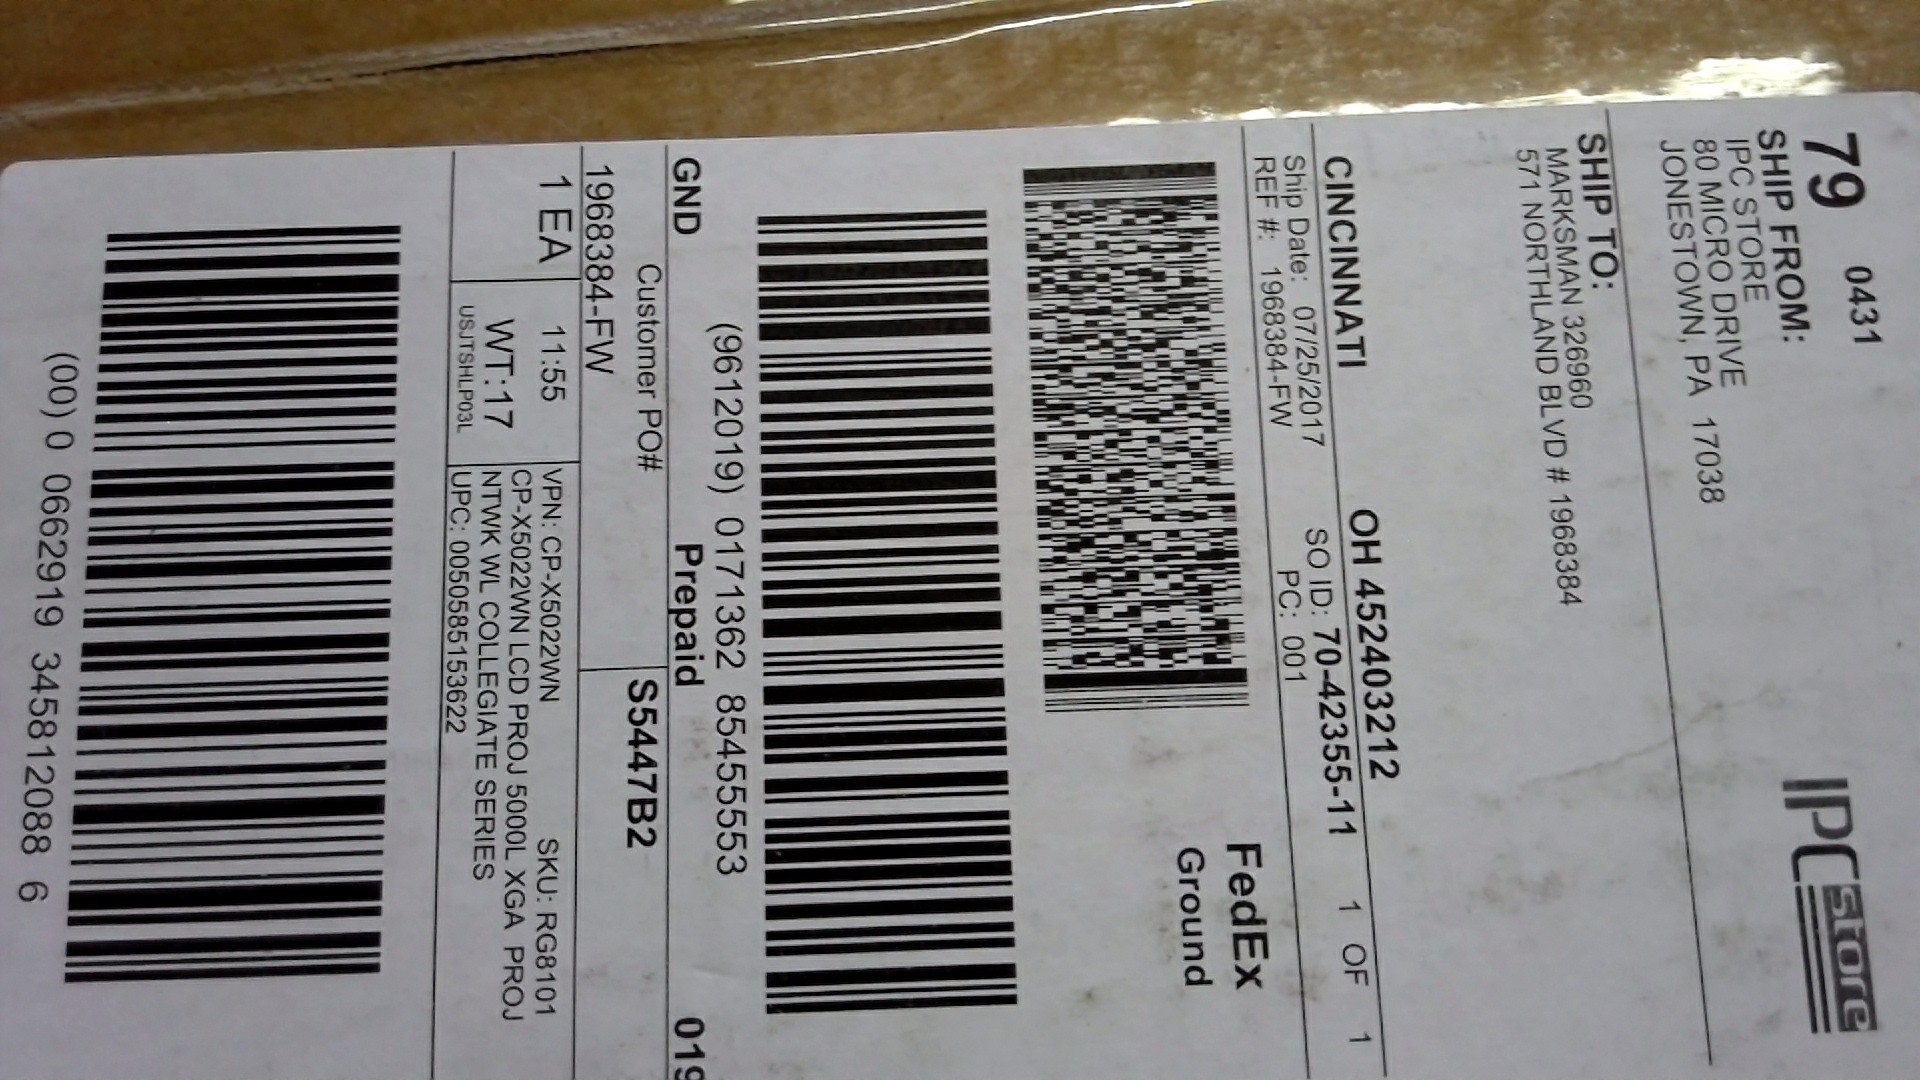 79 0431
SHIP FROM:
IPC STORE
80 MICRO DRIVE
JONESTOWN, PA 17038
IPC store
SHIP TO:
MARKSMAN 326960
571 NORTHLAND BLVD # 1968384
CINCINNATI OH 452403212
Ship Date: 07/25/2017 SO ID: 70-42355-11 1 OF 1
REF #: 1968384-FW PC: 001
FedEx
Ground
(9612019) 0171362 85455553
GND Prepaid 019
Customer PO#
1968384-FW
S5447B2
1 EA
11:55
WT:17
USJTSHLP03L
VPN: CP-X5022WN SKU: RG8101
CP-X5022WN LCD PROJ 5000L XGA PROJ
NTWK WL COLLEGIATE SERIES
UPC: 0050585153622
(00) 0 0662919 345812088 6